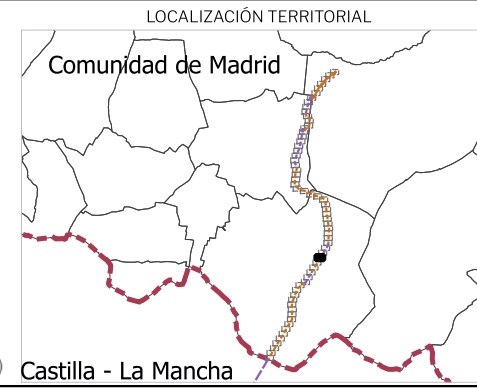 LOCALIZACIÓN TERRITORIAL
Comunidad de Madrid
Castilla - La Mancha